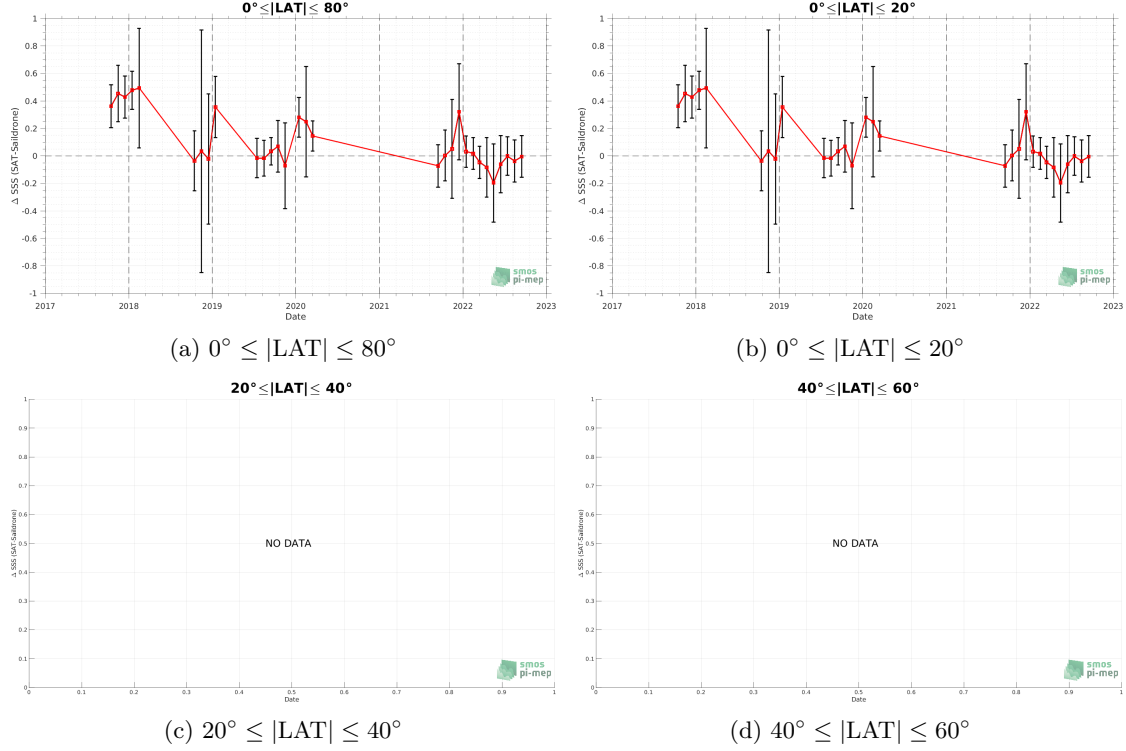 0°≤|LAT|≤ 80°
Δ SSS (SAT-Saildrone)
1
0.8
0.6
0.4
0.2
0
-0.2
-0.4
-0.6
-0.8
-1
2017 2018 2019 2020 2021 2022 2023
Date
smos
pi-mep
(a) 0° ≤ |LAT| ≤ 80°
0°≤|LAT|≤ 20°
Δ SSS (SAT-Saildrone)
1
0.8
0.6
0.4
0.2
0
-0.2
-0.4
-0.6
-0.8
-1
2017 2018 2019 2020 2021 2022 2023
Date
smos
pi-mep
(b) 0° ≤ |LAT| ≤ 20°
20°≤|LAT|≤ 40°
Δ SSS (SAT-Saildrone)
1
0.9
0.8
0.7
0.6
0.5
0.4
0.3
0.2
0.1
0
NO DATA
0 0.1 0.2 0.3 0.4 0.5 0.6 0.7 0.8 0.9 1
Date
smos
pi-mep
(c) 20° ≤ |LAT| ≤ 40°
40°≤|LAT|≤ 60°
Δ SSS (SAT-Saildrone)
1
0.9
0.8
0.7
0.6
0.5
0.4
0.3
0.2
0.1
0
NO DATA
0 0.1 0.2 0.3 0.4 0.5 0.6 0.7 0.8 0.9 1
Date
smos
pi-mep
(d) 40° ≤ |LAT| ≤ 60°